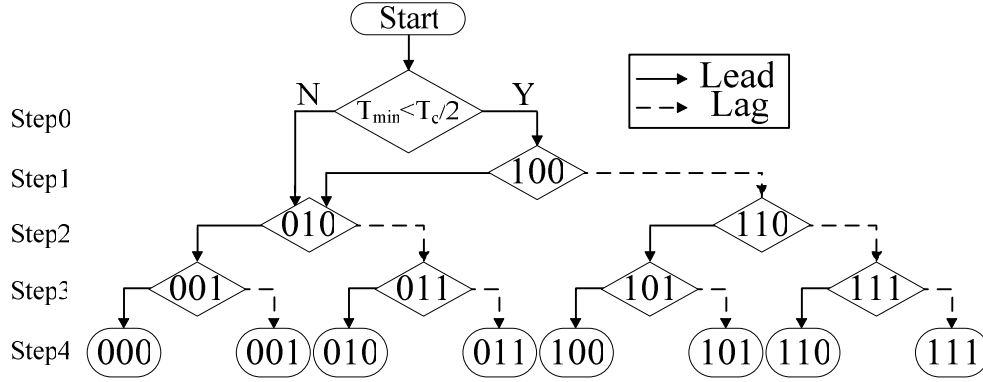 Start
Lead
Lag
N
Y
Step0
T_min<T_c/2
Step1
100
Step2
010
110
Step3
001
011
101
111
Step4
000
001
010
011
100
101
110
111